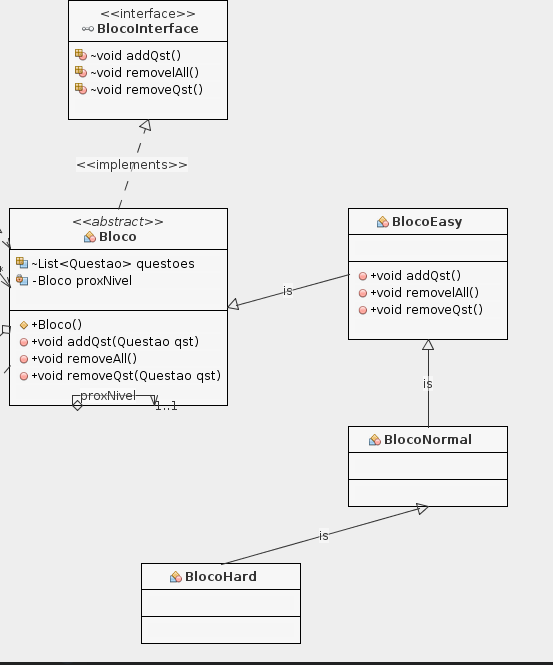 <<interface>>
BlocoInterface
~void addQst()
~void removelAll()
~void removeQst()
<<implements>>
<<abstract>>
Bloco
~List<Questao> questoes
-Bloco proxNivel
+Bloco()
+void addQst(Questao qst)
+void removeAll()
+void removeQst(Questao qst)
proxNivel
1..1
is
BlocoEasy
+void addQst()
+void removelAll()
+void removeQst()
is
BlocoNormal
is
BlocoHard